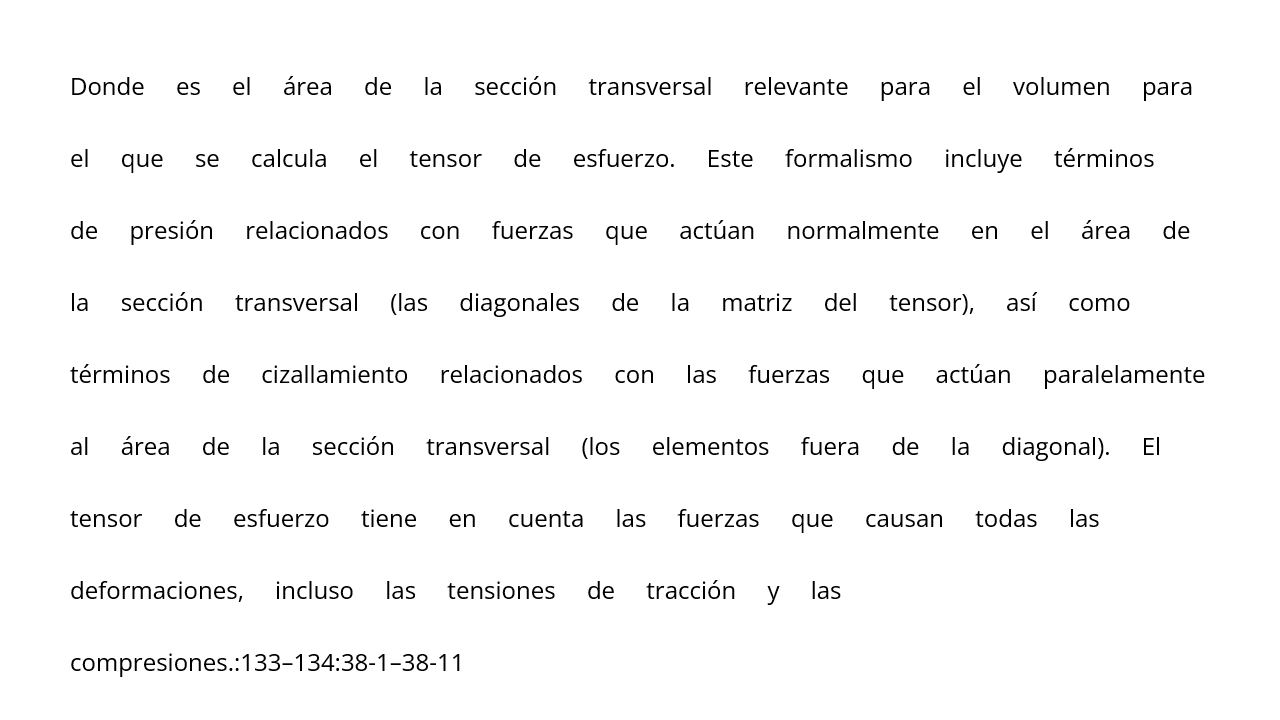 Donde es el área de la sección transversal relevante para el volumen para
el que se calcula el tensor de esfuerzo. Este formalismo incluye términos
de presión relacionados con fuerzas que actúan normalmente en el área de
la sección transversal (las diagonales de la matriz del tensor), así como
términos de cizallamiento relacionados con las fuerzas que actúan paralelamente
al área de la sección transversal (los elementos fuera de la diagonal). El
tensor de esfuerzo tiene en cuenta las fuerzas que causan todas las
deformaciones, incluso las tensiones de tracción y las
compresiones.:133–134:38-1–38-11